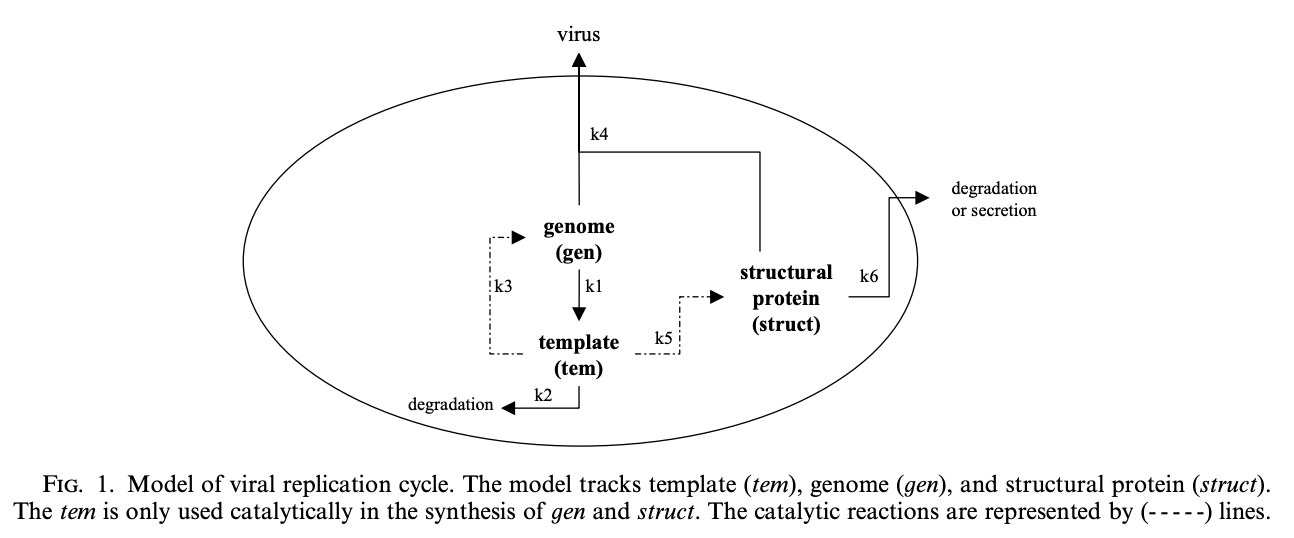 virus
k4
degradation
or secretion
genome
(gen)
k3
k1
structural
protein
(struct)
k6
template
(tem)
k5
k2
degradation
FIG. 1. Model of viral replication cycle. The model tracks template (tem), genome (gen), and structural protein (struct).
The tem is only used catalytically in the synthesis of gen and struct. The catalytic reactions are represented by (-----) lines.